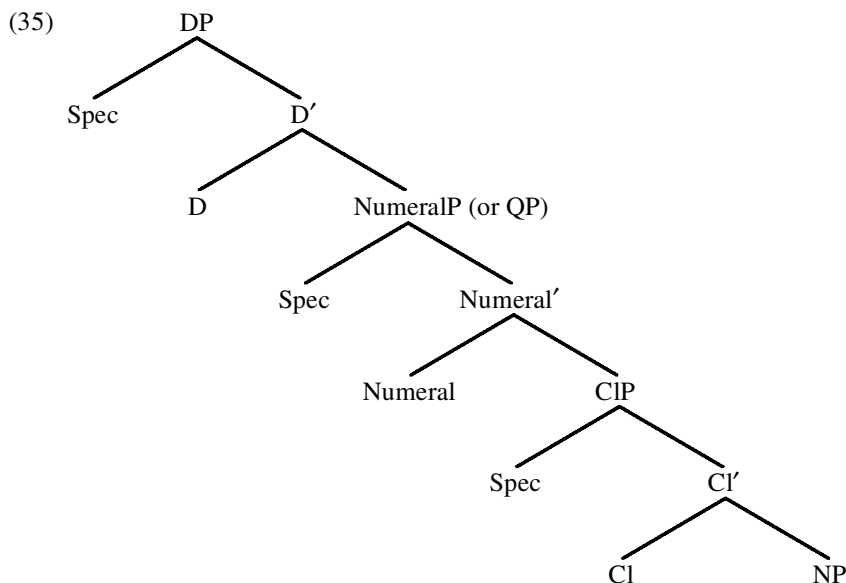 (35) DP
Spec D′
D NumeralP (or QP)
Spec Numeral′
Numeral ClP
Spec Cl′
Cl NP